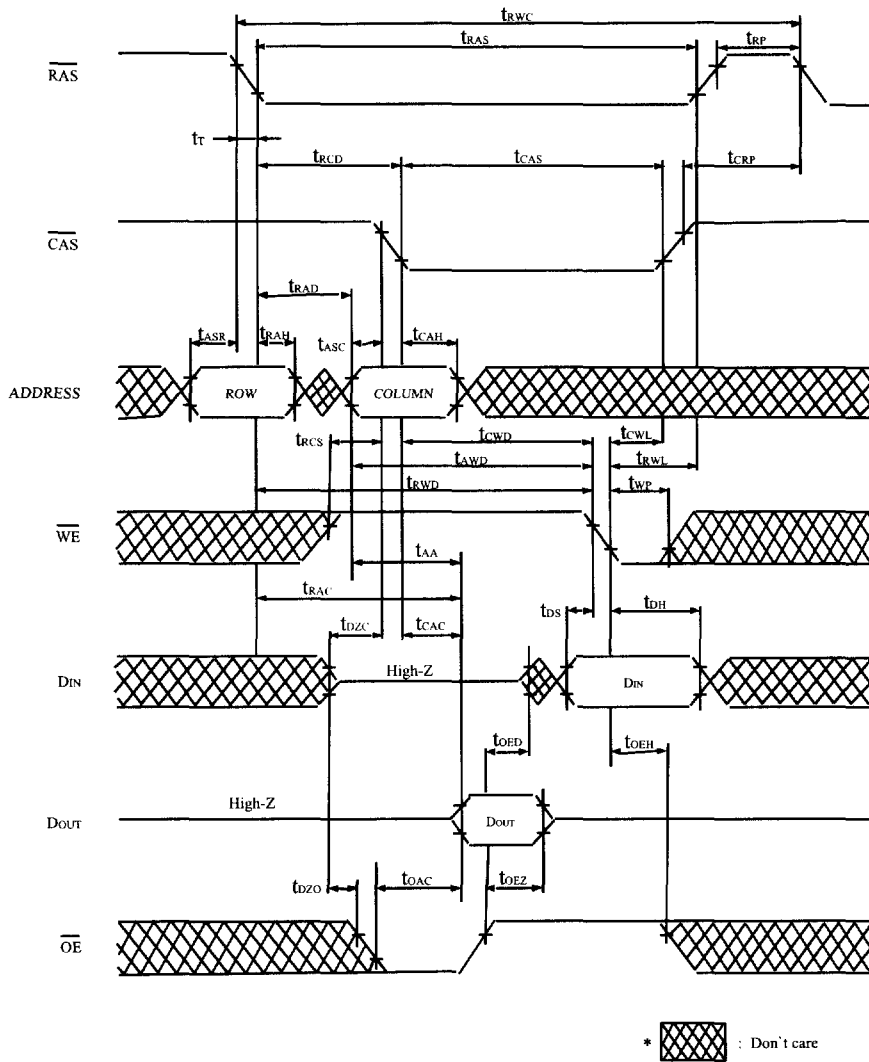 tRWC
tRAS
tRP
RAS
tT
tRCD
tCAS
tCRP
CAS
tRAD
tASR
tRAH
tASC
tCAH
ADDRESS
ROW
COLUMN
tRCS
tCWD
tCWL
tAWD
tRWL
tRWD
tWP
WE
tAA
tRAC
tDS
tDH
tDZC
tCAC
DIN
High-Z
DIN
tOED
tOEH
High-Z
DOUT
DOUT
tDZO
tOAC
tOEZ
OE
* : Don't care